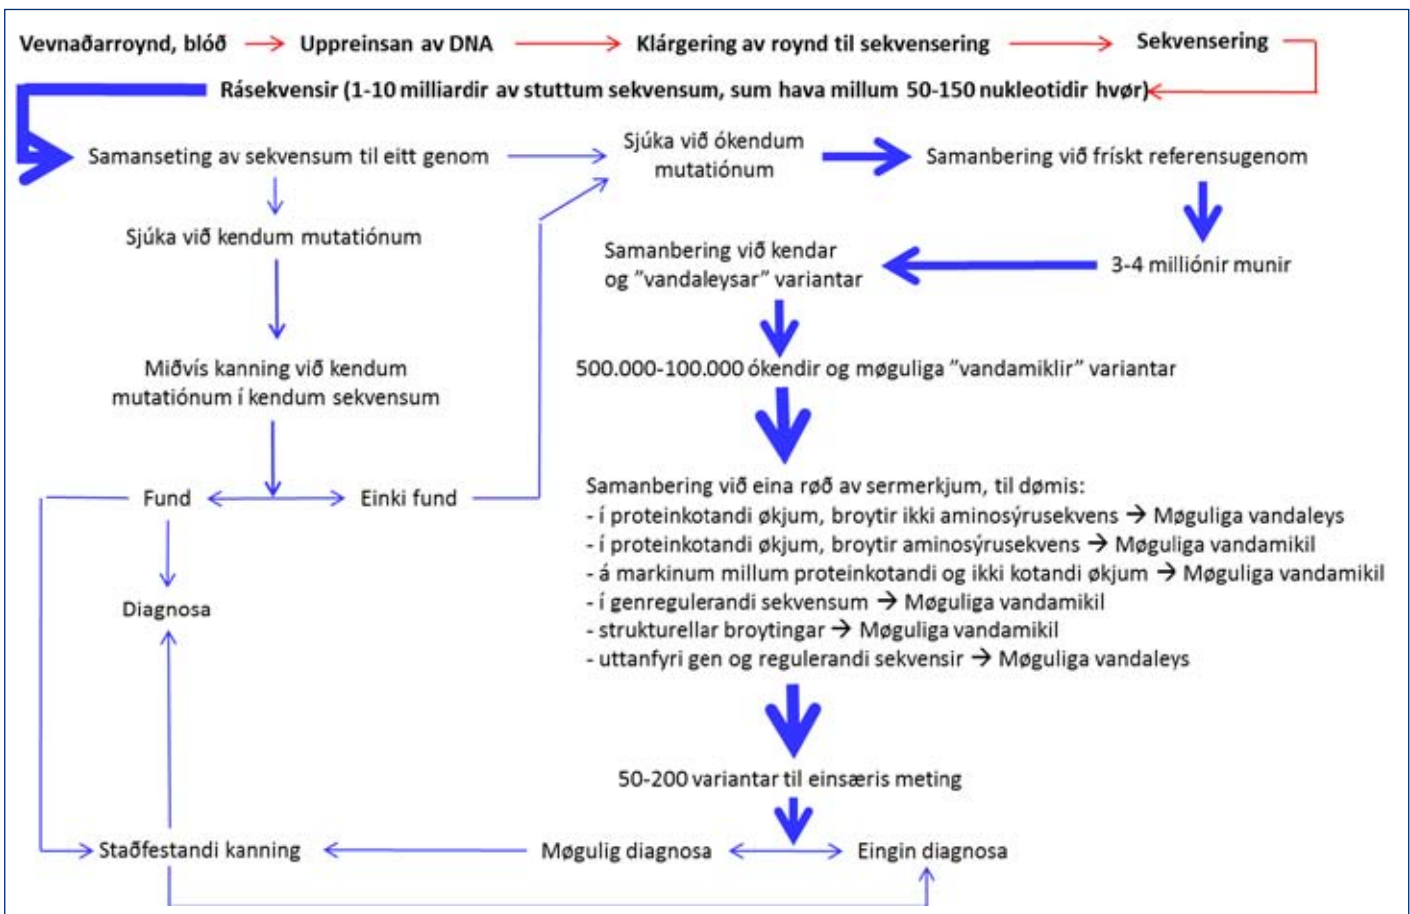 Vevnaðarroynd, blóð → Uppreinsan av DNA → Klárgering av roynd til sekvensering → Sekvensering
Rásekvensir (1-10 milliardir av stuttum sekvensum, sum hava millum 50-150 nukleotidir hvør)
Samanseting av sekvensum til eitt genom
Sjúka við ókendum
mutatiónum
Samanbering við frískt referensugenom
Sjúka við kendum mutatiónum
Samanbering við kendar
og ”vandaleysar” variantar
3-4 milliónir munir
Miðvís kanning við kendum
mutatiónum í kendum sekvensum
500.000-100.000 ókendir og møguliga ”vandamiklir” variantar
Fund
Einki fund
Samanbering við eina røð av sermerkjum, til dømis:
- í proteinkotandi økjum, broytir ikki aminosýrusekvens → Møguliga vandaleys
- í proteinkotandi økjum, broytir aminosýrusekvens → Møguliga vandamikil
- á markinum millum proteinkotandi og ikki kotandi økjum → Møguliga vandamikil
- í genregulerandi sekvensum → Møguliga vandamikil
- strukturellar broytingar → Møguliga vandamikil
- uttanfyri gen og regulerandi sekvensir → Møguliga vandaleys
Diagnosa
50-200 variantar til einsæris meting
Staðfestandi kanning
Møgulig diagnosa
Eingin diagnosa